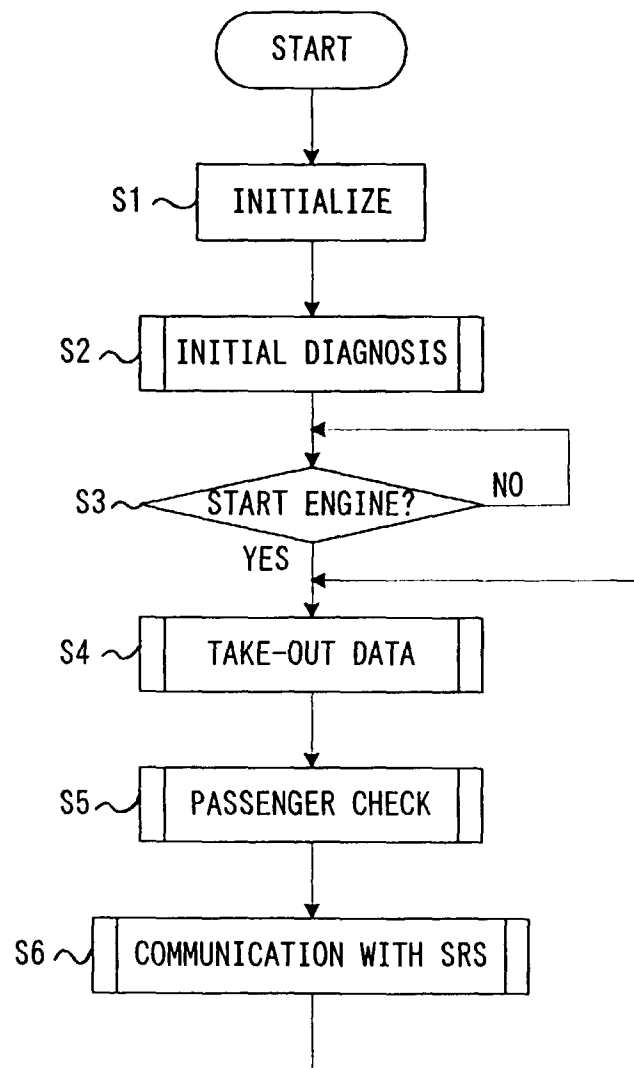 START
S1 INITIALIZE
S2 INITIAL DIAGNOSIS
S3 START ENGINE? NO
YES
S4 TAKE-OUT DATA
S5 PASSENGER CHECK
S6 COMMUNICATION WITH SRS